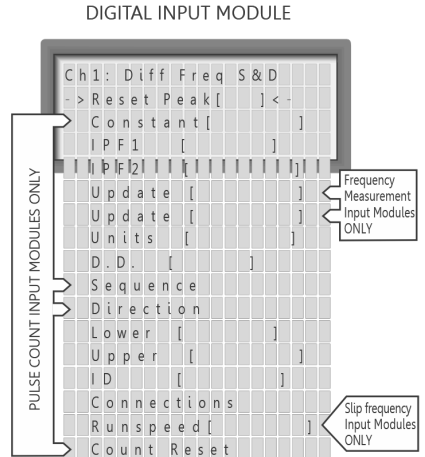 DIGITAL INPUT MODULE
Ch1: Diff Freq S&D
->Reset Peak[ ]<-
Constant[ ]
IPF1 [ ]
IPF2 [ ]
Update [ ]
Update [ ]
Units [ ]
D.D. [ ]
Sequence
Direction
Lower [ ]
Upper [ ]
ID [ ]
Connections
Runspeed[ ]
Count Reset
PULSE COUNT INPUT MODULES ONLY
Frequency
Measurement
Input Modules
ONLY
Slip frequency
Input Modules
ONLY